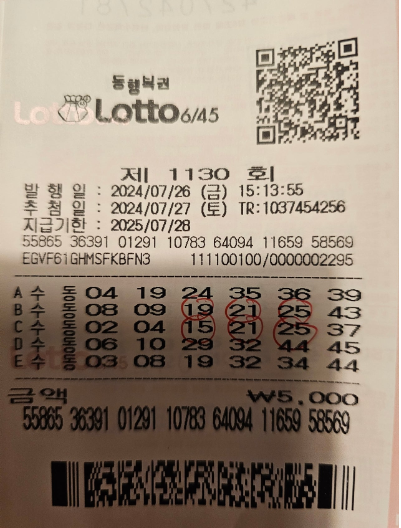 동행복권
Lotto 6/45
제 1130 회
발 행 일 : 2024/07/26 (금) 15:13:55
추 첨 일 : 2024/07/27 (토) TR:1037454256
지급기한 : 2025/07/28
55865 36391 01291 10783 64094 11659 58569
EGVF61GHMSFKBFN3 111100100/0000002295
A 수 동 04 19 24 35 36 39
B 수 동 08 09 19 21 25 43
C 수 동 02 04 15 21 25 37
D 수 동 06 10 29 32 44 45
E 수 동 03 08 19 32 34 44
금액 ₩5,000
55865 36391 01291 10783 64094 11659 58569